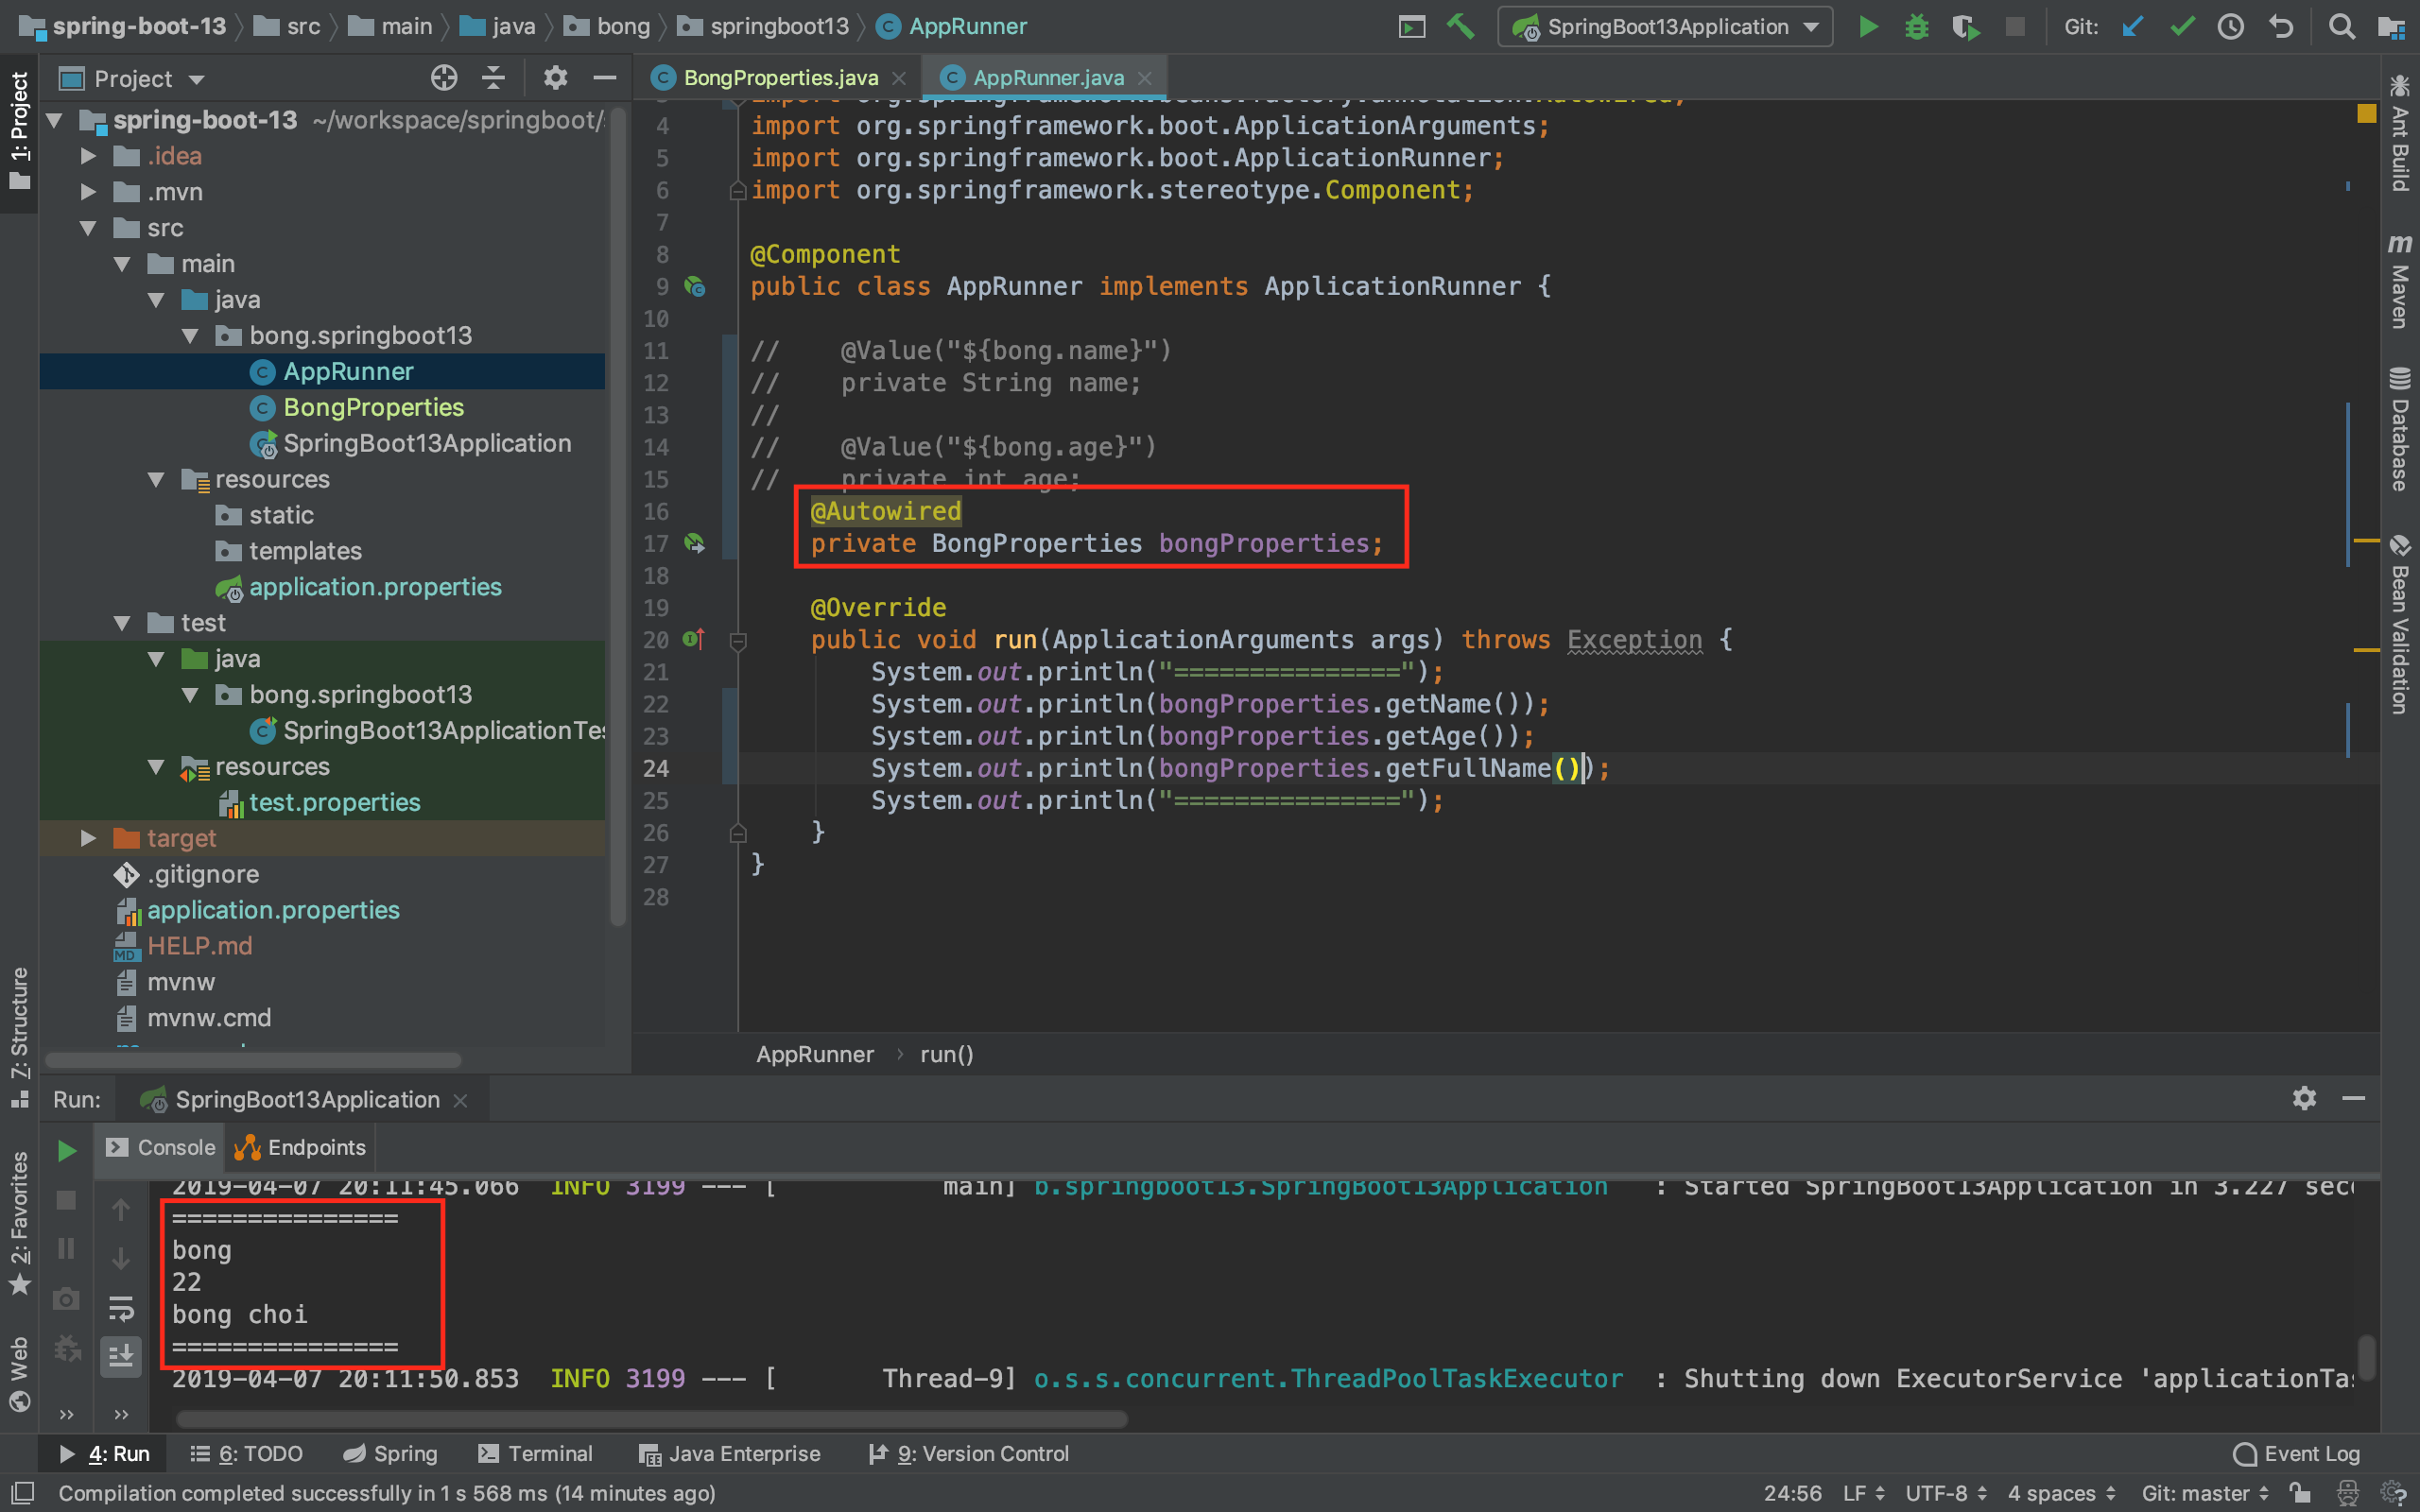 spring-boot-13 src main java bong springboot13 AppRunner SpringBoot13Application Git:
1: Project
Project
spring-boot-13 ~/workspace/springboot/
.idea
.mvn
src
main
java
bong.springboot13
AppRunner
BongProperties
SpringBoot13Application
resources
static
templates
application.properties
test
java
bong.springboot13
SpringBoot13ApplicationTe
resources
test.properties
target
.gitignore
application.properties
HELP.md
mvnw
mvnw.cmd
7: Structure
2: Favorites
Web
BongProperties.java
AppRunner.java
import org.springframework.beans.factory.annotation.Autowired;
4 import org.springframework.boot.ApplicationArguments;
5 import org.springframework.boot.ApplicationRunner;
6 import org.springframework.stereotype.Component;
7
8 @Component
9 public class AppRunner implements ApplicationRunner {
10
11 //    @Value("${bong.name}")
12 //    private String name;
13 //
14 //    @Value("${bong.age}")
15 //    private int age;
16     @Autowired
17     private BongProperties bongProperties;
18
19     @Override
20     public void run(ApplicationArguments args) throws Exception {
21         System.out.println("===============");
22         System.out.println(bongProperties.getName());
23         System.out.println(bongProperties.getAge());
24         System.out.println(bongProperties.getFullName());
25         System.out.println("===============");
26     }
27 }
28
AppRunner › run()
Ant Build
m Maven
Database
Bean Validation
Run: SpringBoot13Application
Console Endpoints
2019-04-07 20:11:45.066  INFO 3199 --- [           main] b.springboot13.SpringBoot13Application   : Started SpringBoot13Application in 3.227 sec
===============
bong
22
bong choi
===============
2019-04-07 20:11:50.853  INFO 3199 --- [       Thread-9] o.s.s.concurrent.ThreadPoolTaskExecutor  : Shutting down ExecutorService 'applicationTa
4: Run 6: TODO Spring Terminal Java Enterprise 9: Version Control Event Log
Compilation completed successfully in 1 s 568 ms (14 minutes ago) 24:56 LF UTF-8 4 spaces Git: master